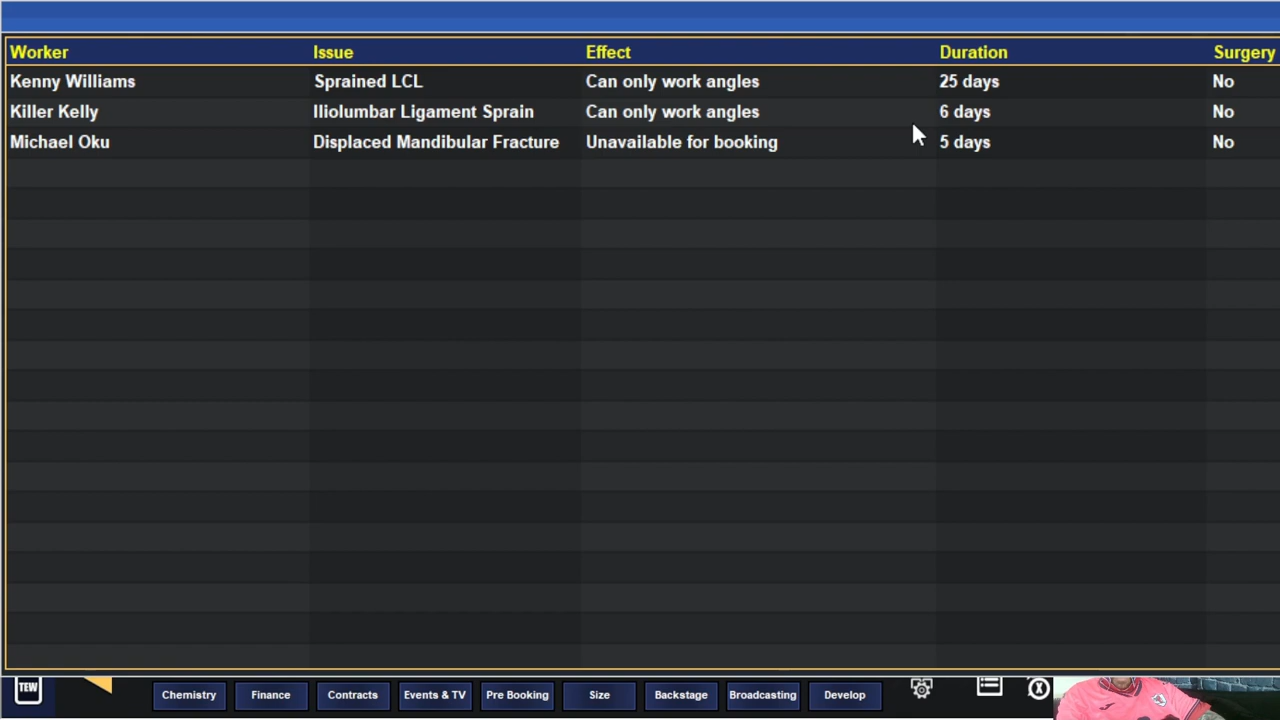 Worker Issue Effect Duration Surgery
Kenny Williams Sprained LCL Can only work angles 25 days No
Killer Kelly Iliolumbar Ligament Sprain Can only work angles 6 days No
Michael Oku Displaced Mandibular Fracture Unavailable for booking 5 days No
TEW Chemistry Finance Contracts Events & TV Pre Booking Size Backstage Broadcasting Develop X